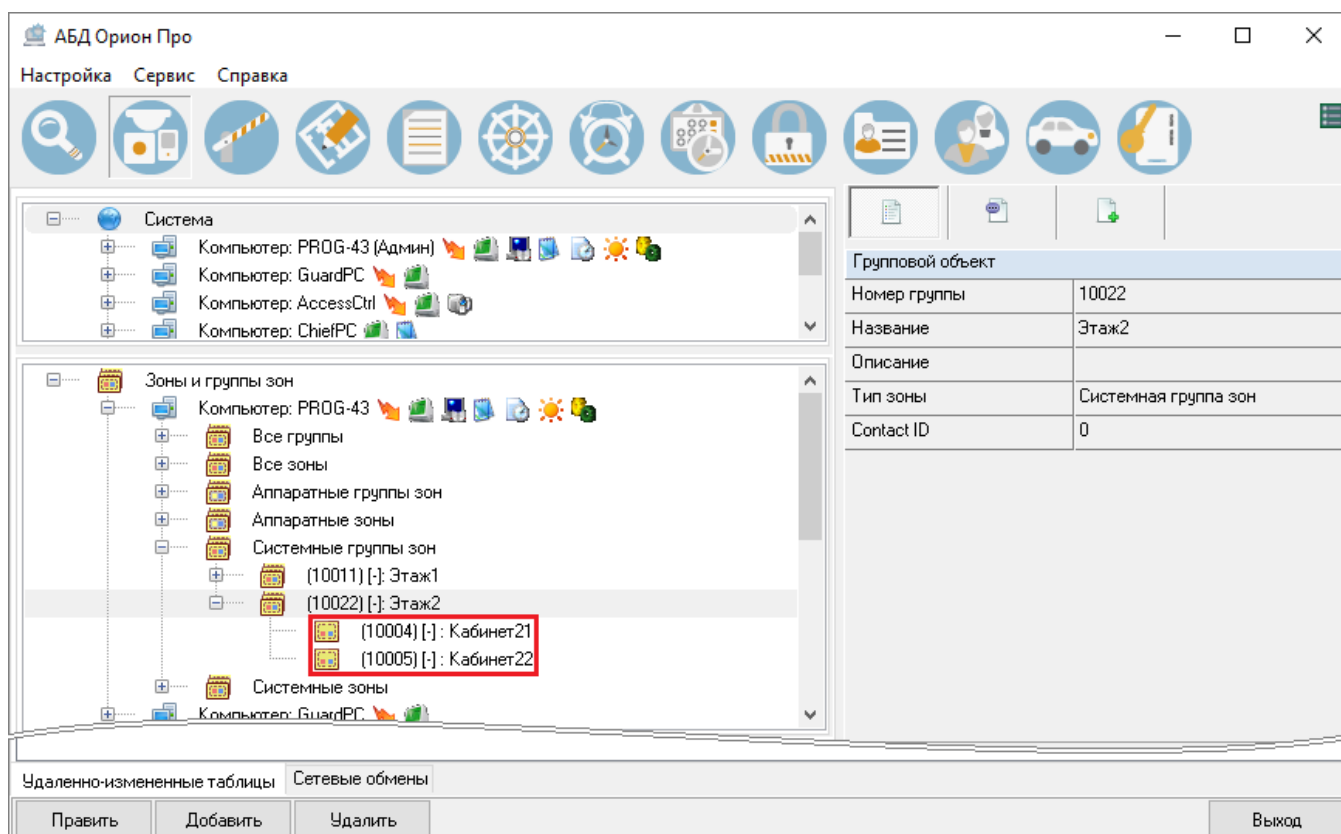 АБД Орион Про
Настройка Сервис Справка
Система
Компьютер: PROG-43 (Админ)
Компьютер: GuardPC
Компьютер: AccessCtrl
Компьютер: ChiefPC
Зоны и группы зон
Компьютер: PROG-43
Все группы
Все зоны
Аппаратные группы зон
Аппаратные зоны
Системные группы зон
(10011) [-]: Этаж1
(10022) [-]: Этаж2
(10004) [-] : Кабинет21
(10005) [-] : Кабинет22
Системные зоны
Компьютер: GuardPC
Групповой объект
Номер группы 10022
Название Этаж2
Описание
Тип зоны Системная группа зон
Contact ID 0
Удаленно-измененные таблицы Сетевые обмены
Править Добавить Удалить Выход